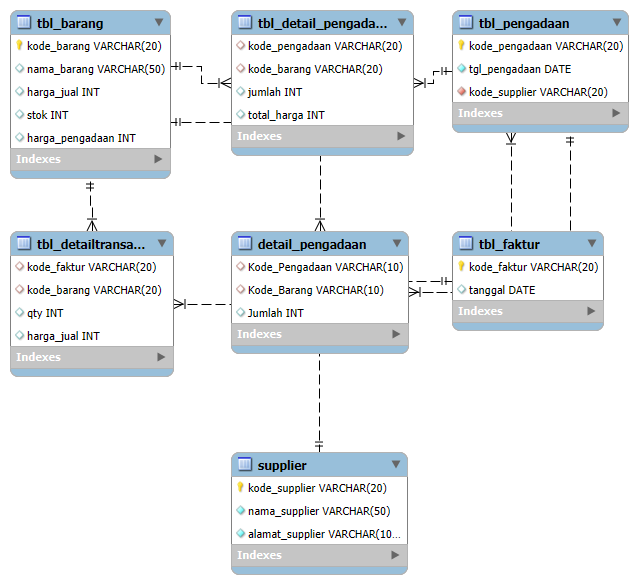 tbl_barang
kode_barang VARCHAR(20)
nama_barang VARCHAR(50)
harga_jual INT
stok INT
harga_pengadaan INT
Indexes
tbl_detail_pengada...
kode_pengadaan VARCHAR(20)
kode_barang VARCHAR(20)
jumlah INT
total_harga INT
Indexes
tbl_pengadaan
kode_pengadaan VARCHAR(20)
tgl_pengadaan DATE
kode_supplier VARCHAR(20)
Indexes
tbl_detailtransa...
kode_faktur VARCHAR(20)
kode_barang VARCHAR(20)
qty INT
harga_jual INT
Indexes
detail_pengadaan
Kode_Pengadaan VARCHAR(10)
Kode_Barang VARCHAR(10)
Jumlah INT
Indexes
tbl_faktur
kode_faktur VARCHAR(20)
tanggal DATE
Indexes
supplier
kode_supplier VARCHAR(20)
nama_supplier VARCHAR(50)
alamat_supplier VARCHAR(10...
Indexes